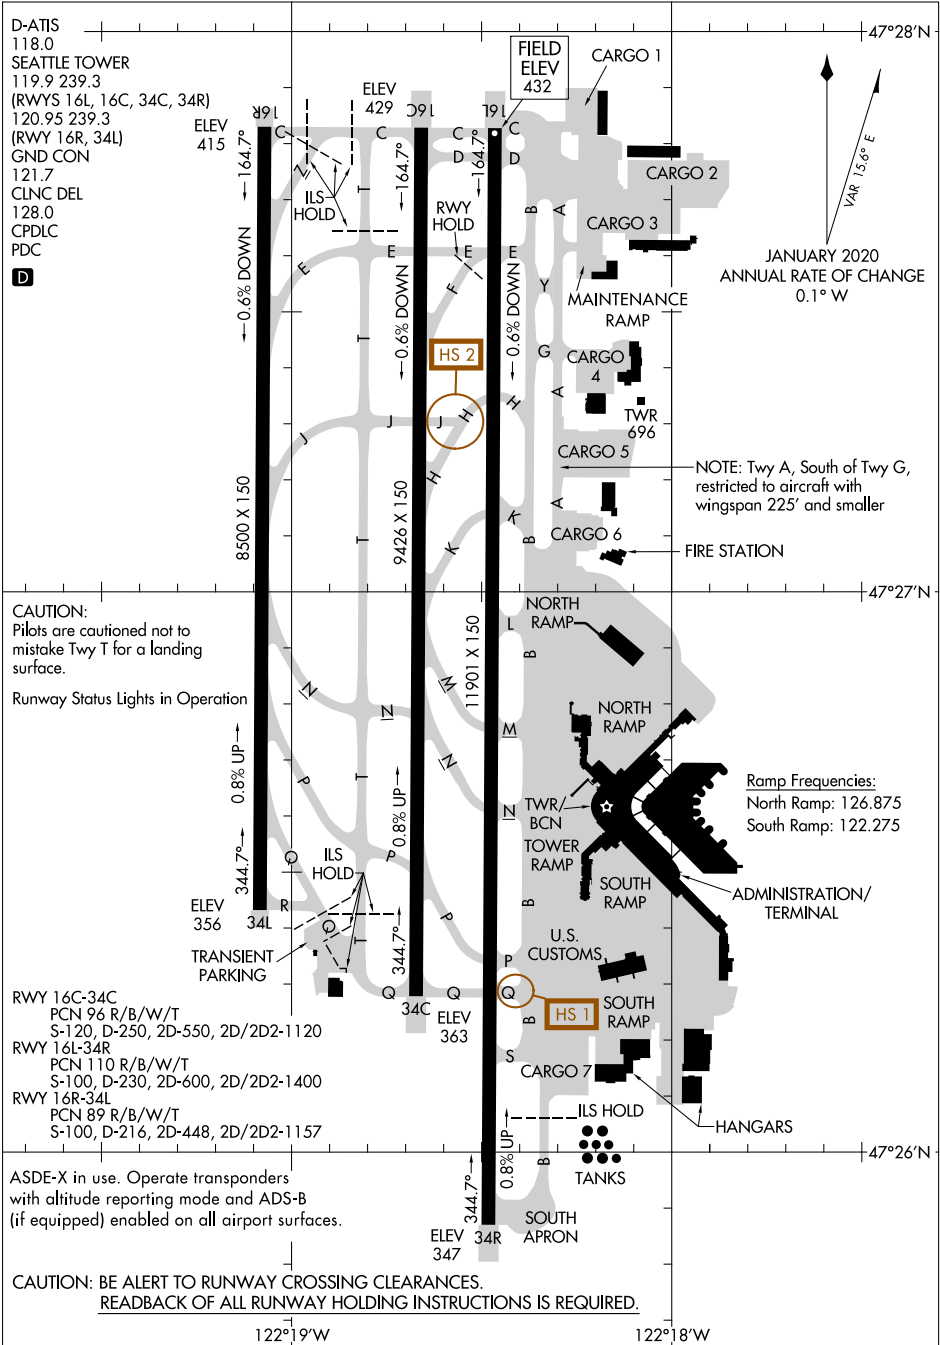 D-ATIS
118.0
SEATTLE TOWER
119.9 239.3
(RWYS 16L, 16C, 34C, 34R)
120.95 239.3
(RWY 16R, 34L)
GND CON
121.7
CLNC DEL
128.0
CPDLC
PDC
D
FIELD
ELEV
432
CARGO 1
47°28'N
VAR 15.6° E
JANUARY 2020
ANNUAL RATE OF CHANGE
0.1° W
ELEV
415
16R
ELEV
429
16C
16L
164.7°
164.7°
164.7°
C
C
C
C
D
D
Z
ILS
HOLD
T
RWY
HOLD
B
A
CARGO 2
CARGO 3
E
E
E
E
F
Y
MAINTENANCE
RAMP
0.6% DOWN
0.6% DOWN
0.6% DOWN
T
HS 2
G
CARGO
4
A
TWR
696
J
J
J
H
H
H
CARGO 5
NOTE: Twy A, South of Twy G,
restricted to aircraft with
wingspan 225' and smaller
8500 X 150
9426 X 150
K
K
A
B
T
CARGO 6
FIRE STATION
47°27'N
CAUTION:
Pilots are cautioned not to
mistake Twy T for a landing
surface.
Runway Status Lights in Operation
11901 X 150
L
B
NORTH
RAMP
N
N
M
M
N
N
NORTH
RAMP
0.8% UP
0.8% UP
P
T
TWR/
BCN
TOWER
RAMP
Ramp Frequencies:
North Ramp: 126.875
South Ramp: 122.275
344.7°
Q
ILS
HOLD
P
P
B
SOUTH
RAMP
ADMINISTRATION/
TERMINAL
ELEV
356
34L
R
Q
T
TRANSIENT
PARKING
344.7°
U.S.
CUSTOMS
P
Q
Q
Q
34C
ELEV
363
HS 1
B
SOUTH
RAMP
RWY 16C-34C
PCN 96 R/B/W/T
S-120, D-250, 2D-550, 2D/2D2-1120
RWY 16L-34R
PCN 110 R/B/W/T
S-100, D-230, 2D-600, 2D/2D2-1400
RWY 16R-34L
PCN 89 R/B/W/T
S-100, D-216, 2D-448, 2D/2D2-1157
S
CARGO 7
HANGARS
ILS HOLD
0.8% UP
344.7°
B
TANKS
47°26'N
ASDE-X in use. Operate transponders
with altitude reporting mode and ADS-B
(if equipped) enabled on all airport surfaces.
ELEV
347
34R
SOUTH
APRON
CAUTION: BE ALERT TO RUNWAY CROSSING CLEARANCES.
READBACK OF ALL RUNWAY HOLDING INSTRUCTIONS IS REQUIRED.
122°19'W
122°18'W